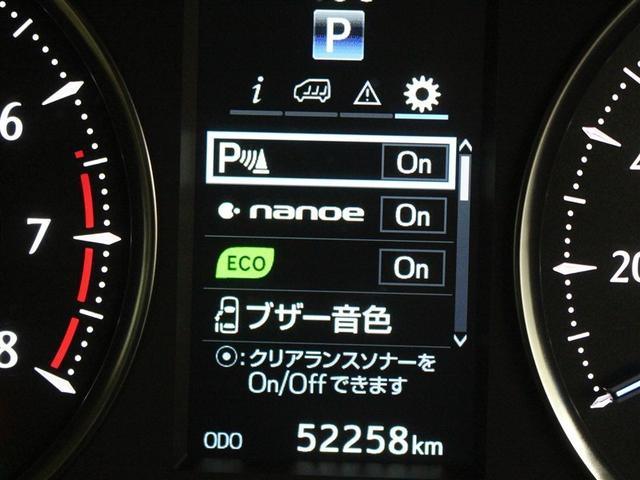 P
i
P On
nanoe On
ECO On
ブザー音色
⦿:クリアランスソナーを
On/Offできます
ODO 52258km
6
7
8
20